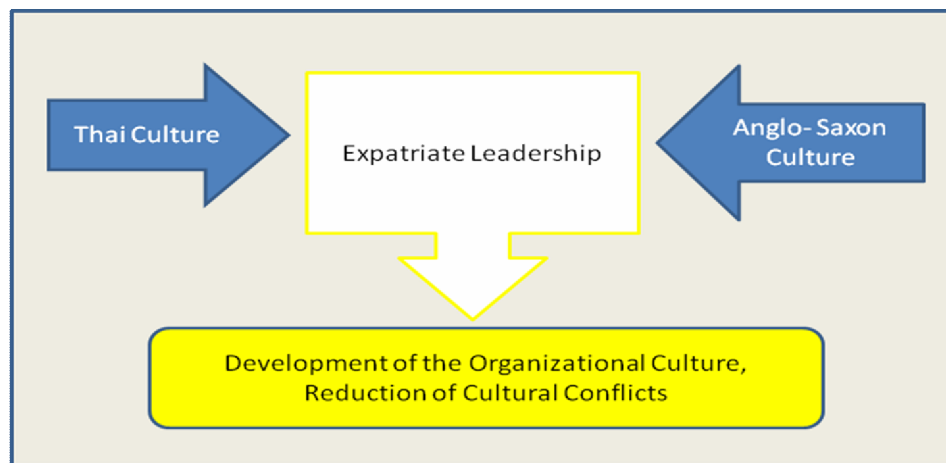 Thai Culture
Expatriate Leadership
Anglo- Saxon
Culture
Development of the Organizational Culture,
Reduction of Cultural Conflicts